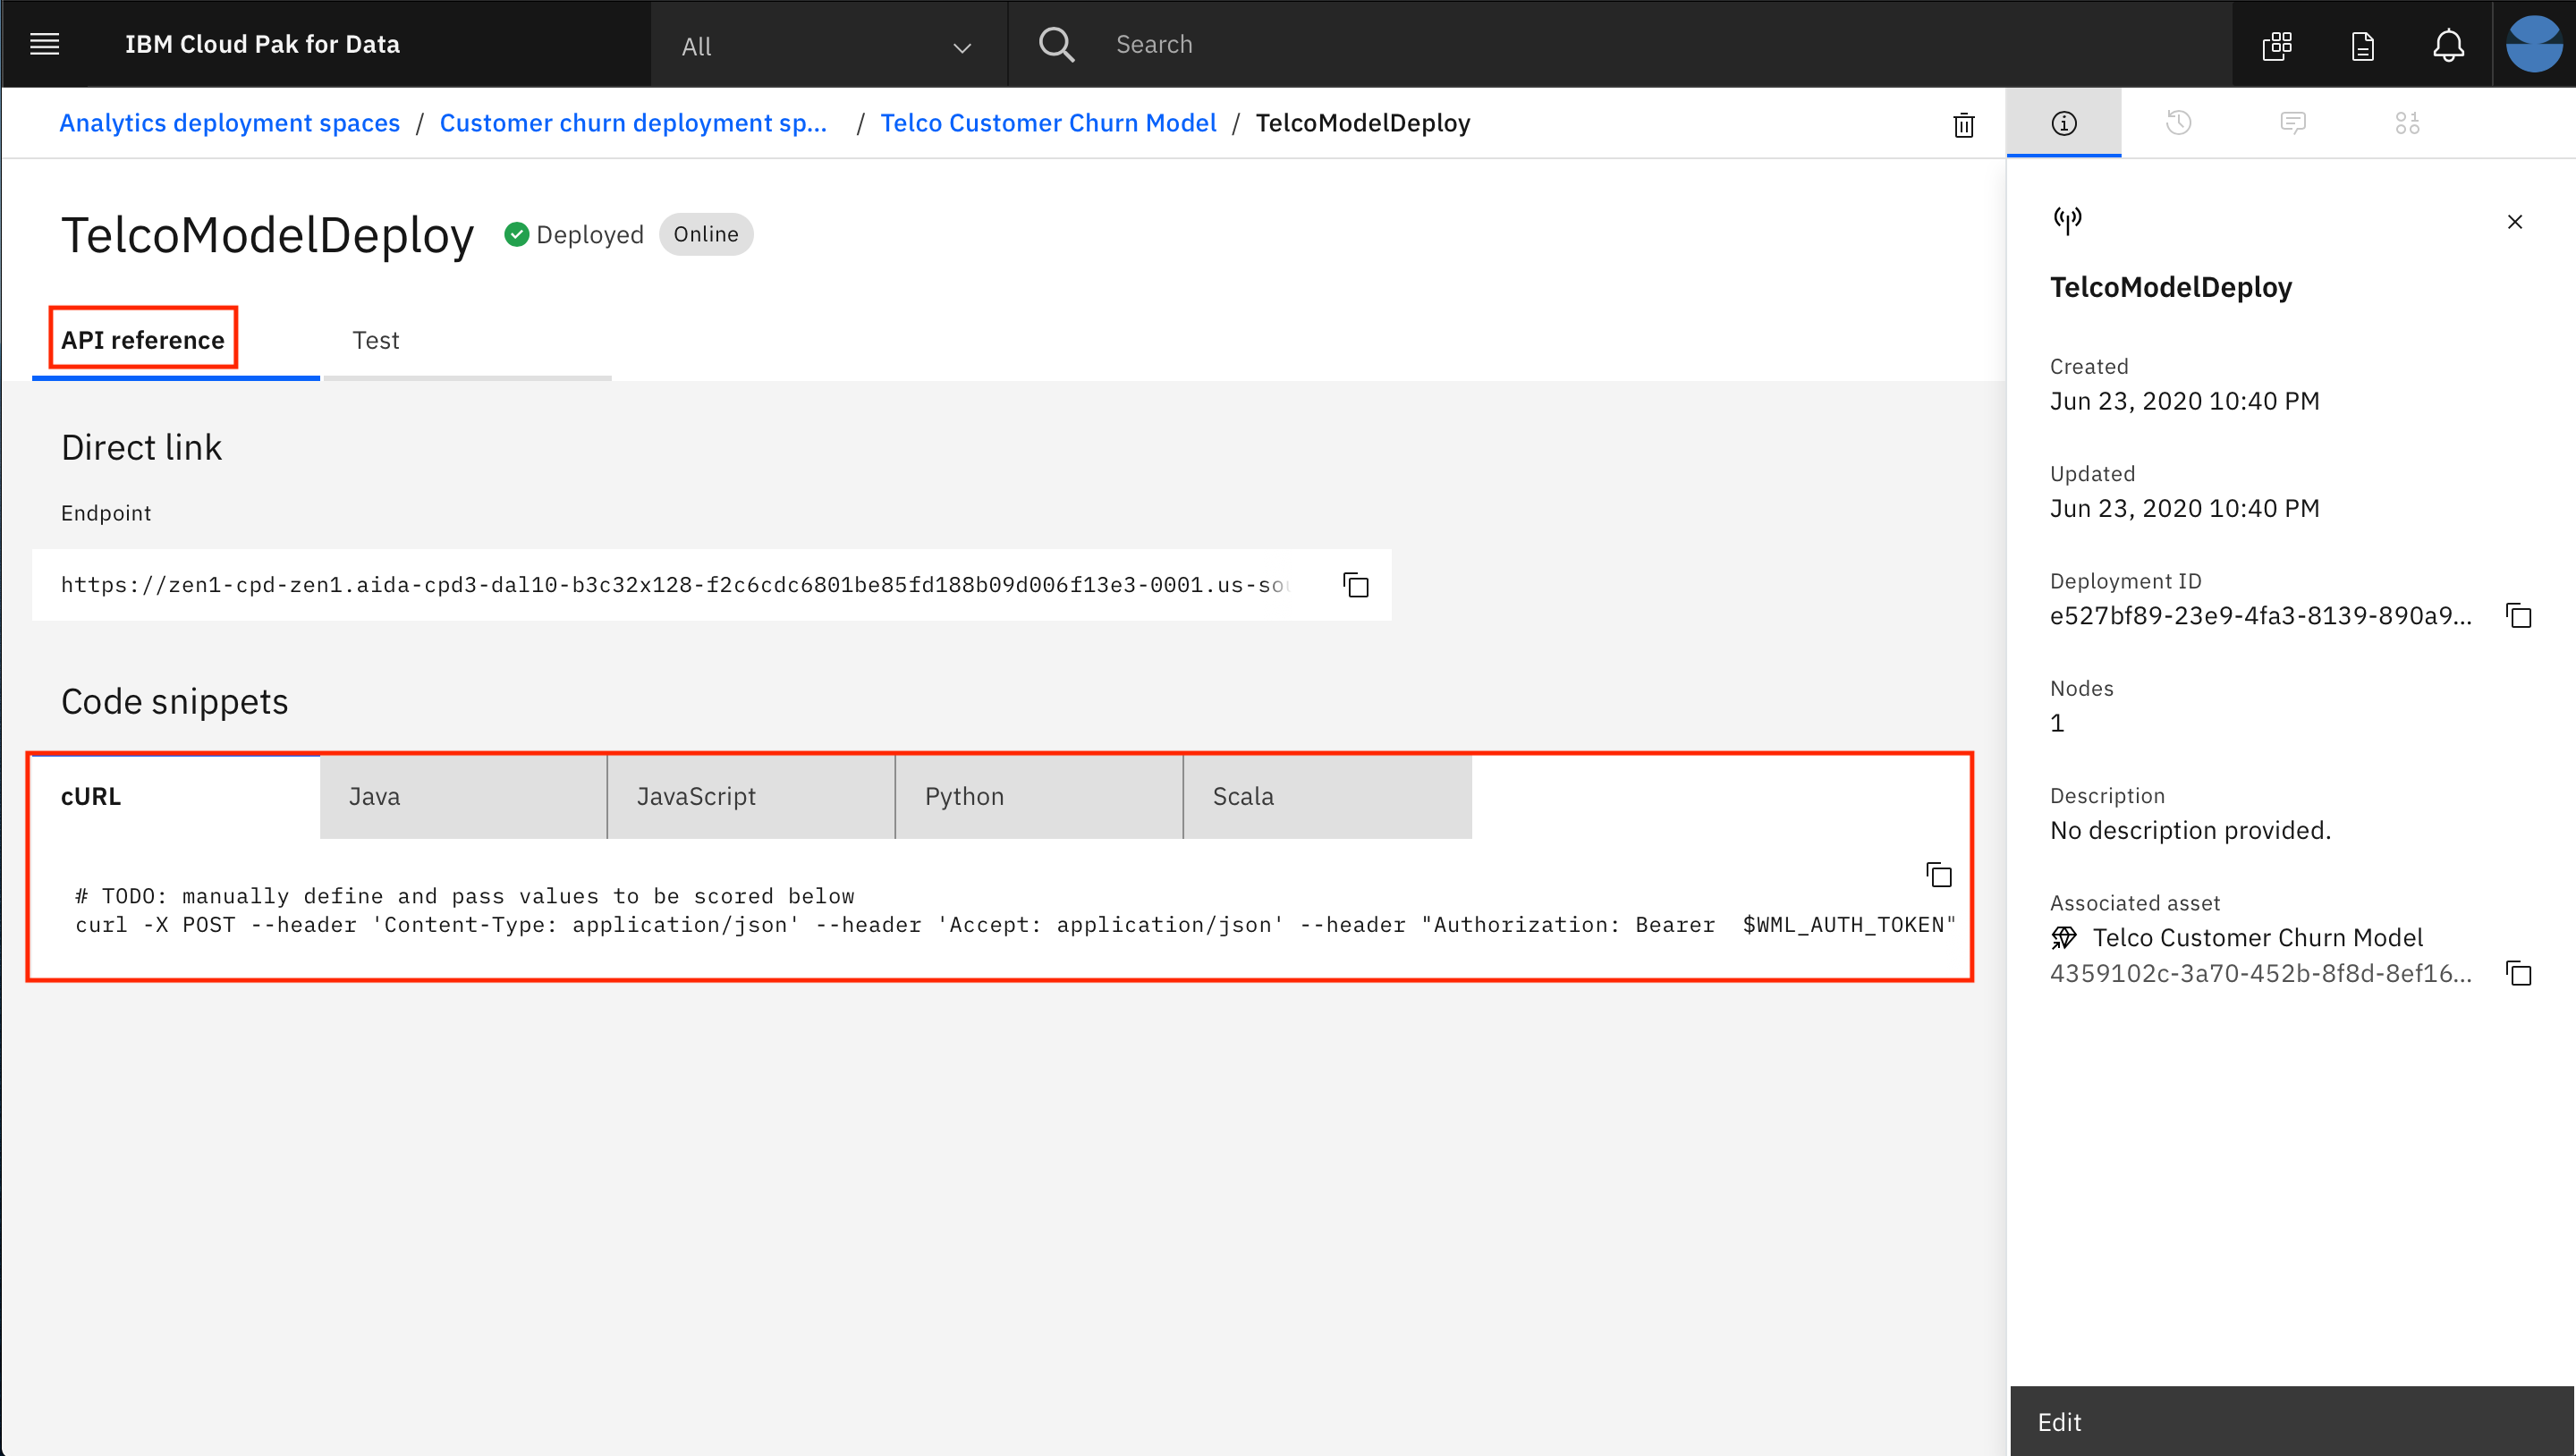 IBM Cloud Pak for Data
All
Search
Analytics deployment spaces / Customer churn deployment sp... / Telco Customer Churn Model / TelcoModelDeploy
TelcoModelDeploy
Deployed
Online
API reference
Test
Direct link
Endpoint
https://zen1-cpd-zen1.aida-cpd3-dal10-b3c32x128-f2c6cdc6801be85fd188b09d006f13e3-0001.us-sou
Code snippets
cURL
Java
JavaScript
Python
Scala
# TODO: manually define and pass values to be scored below
curl -X POST --header 'Content-Type: application/json' --header 'Accept: application/json' --header "Authorization: Bearer  $WML_AUTH_TOKEN"
TelcoModelDeploy
Created
Jun 23, 2020 10:40 PM
Updated
Jun 23, 2020 10:40 PM
Deployment ID
e527bf89-23e9-4fa3-8139-890a9...
Nodes
1
Description
No description provided.
Associated asset
Telco Customer Churn Model
4359102c-3a70-452b-8f8d-8ef16...
Edit